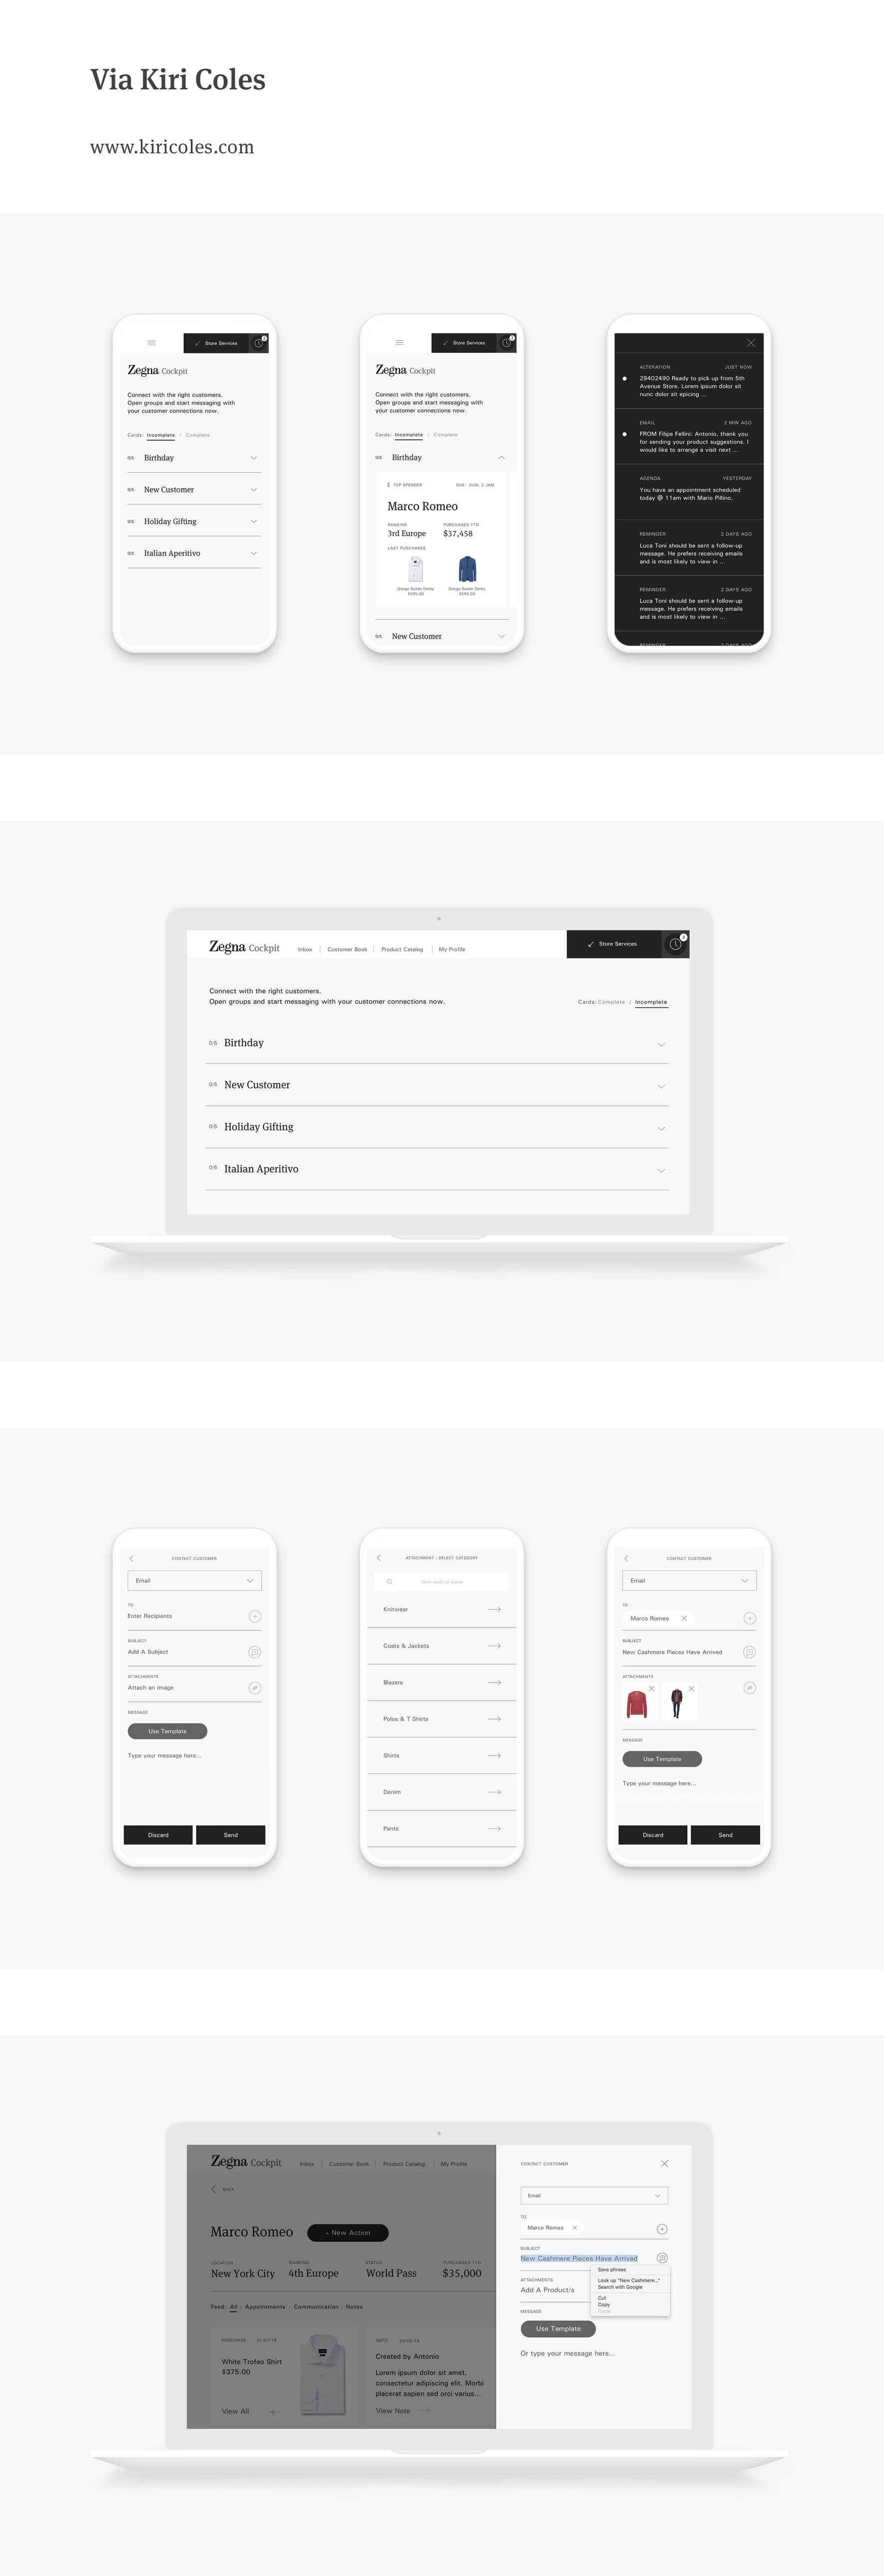 Via Kiri Coles
www.kiricoles.com
Store Services
Zegna Cockpit
Connect with the right customers.
Open groups and start messaging with
your customer connections now.
Cards: Incomplete / Complete
0/5 Birthday
0/5 New Customer
0/5 Holiday Gifting
0/5 Italian Aperitivo
Store Services
Zegna Cockpit
Connect with the right customers.
Open groups and start messaging with
your customer connections now.
Cards: Incomplete / Complete
0/5 Birthday
$ TOP SPENDER DUE: SUN, 2 JAN
Marco Romeo
RANKING PURCHASES YTD
3rd Europe $37,458
LAST PURCHASES
Greige Suede Derby Greige Suede Derby
$585.00 $585.00
0/5 New Customer
ALTERATION JUST NOW
29402490 Ready to pick up from 5th
Avenue Store. Lorem ipsum dolor sit
nunc dolor sit epicing ...
EMAIL 2 MIN AGO
FROM Filipe Fellini: Antonio, thank you
for sending your product suggestions. I
would like to arrange a visit next ...
AGENDA YESTERDAY
You have an appointment scheduled
today @ 11am with Mario Pillino.
REMINDER 2 DAYS AGO
Luca Toni should be sent a follow-up
message. He prefers receiving emails
and is most likely to view in ...
REMINDER 2 DAYS AGO
Luca Toni should be sent a follow-up
message. He prefers receiving emails
and is most likely to view in ...
REMINDER 3 DAYS AGO
Zegna Cockpit Inbox Customer Book Product Catalog My Profile Store Services
Connect with the right customers.
Open groups and start messaging with your customer connections now.
Cards: Complete / Incomplete
0/5 Birthday
0/5 New Customer
0/5 Holiday Gifting
0/5 Italian Aperitivo
CONTACT CUSTOMER
Email
TO
Enter Recipients
SUBJECT
Add A Subject
ATTACHMENTS
Attach an image
MESSAGE
Use Template
Type your message here...
Discard Send
ATTACHMENT : SELECT CATEGORY
Item code or name
Knitwear
Coats & Jackets
Blazers
Polos & T Shirts
Shirts
Denim
Pants
CONTACT CUSTOMER
Email
TO
Marco Romeo
SUBJECT
New Cashmere Pieces Have Arrived
ATTACHMENTS
MESSAGE
Use Template
Type your message here...
Discard Send
Zegna Cockpit Inbox Customer Book Product Catalog My Profile
BACK
Marco Romeo + New Action
LOCATION RANKING STATUS PURCHASES YTD
New York City 4th Europe World Pass $35,000
Feed: All Appointments Communication Notes
PURCHASE
White Trofeo Shirt
$375.00
View All
NOTE
Created by Antonio
Lorem ipsum dolor sit amet,
consectetur adipiscing elit. Morbi
placerat sapien sed orci varius...
View Note
CONTACT CUSTOMER
Email
TO
Marco Romeo
SUBJECT
New Cashmere Pieces Have Arrived
Save phrase
Look up "New Cashmere..."
Search with Google
Cut
Copy
Paste
ATTACHMENTS
Add A Product/s
MESSAGE
Use Template
Or type your message here...